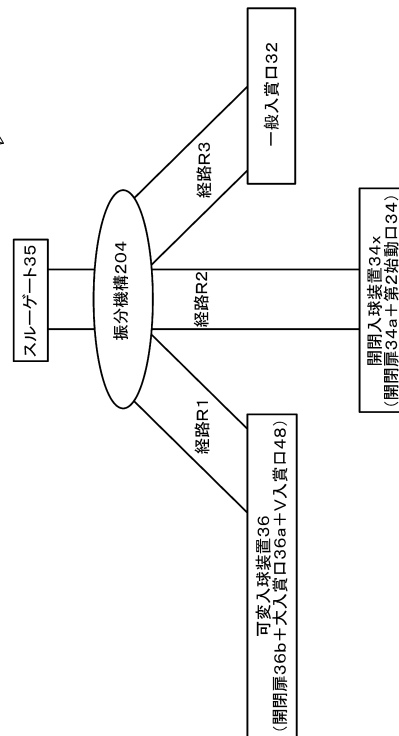 スルーゲート35
振分機構204
経路R1
経路R2
経路R3
可変入球装置36
（開閉扉36b＋大入賞口36a＋V入賞口48）
開閉入球装置34x
（開閉扉34a＋第2始動口34）
一般入賞口32